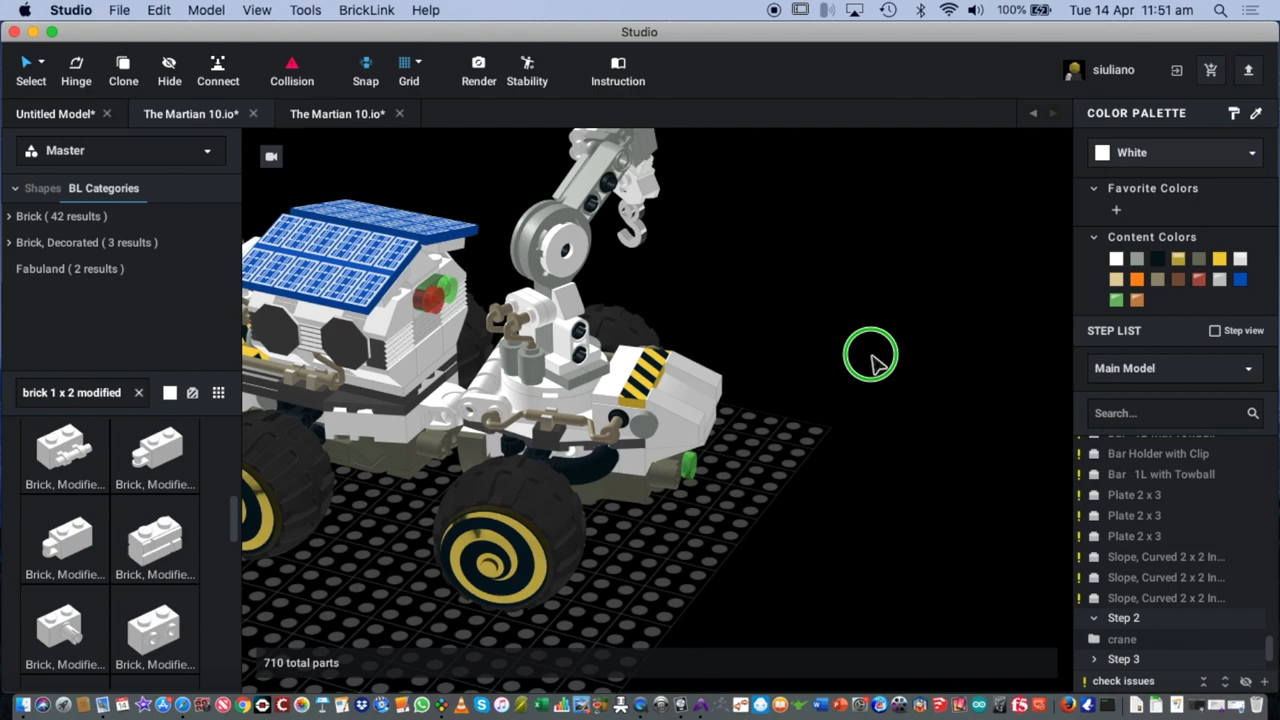 Studio File Edit Model View Tools BrickLink Help 100% Tue 14 Apr 11:51 am
Studio
Select Hinge Clone Hide Connect Collision Snap Grid Render Stability Instruction siuliano
Untitled Model* The Martian 10.io* The Martian 10.io* COLOR PALETTE
Master White
Shapes BL Categories Favorite Colors
Brick ( 42 results )
Brick, Decorated ( 3 results ) Content Colors
Fabuland ( 2 results )
STEP LIST Step view
Main Model
brick 1 x 2 modified Search...
Bar Holder with Clip
Brick, Modifie... Brick, Modifie... Bar 1L with Towball
Plate 2 x 3
Plate 2 x 3
Plate 2 x 3
Slope, Curved 2 x 2 In...
Brick, Modifie... Brick, Modifie... Slope, Curved 2 x 2 In...
Slope, Curved 2 x 2 In...
Step 2
crane
Brick, Modifie... Brick, Modifie... 710 total parts Step 3
check issues